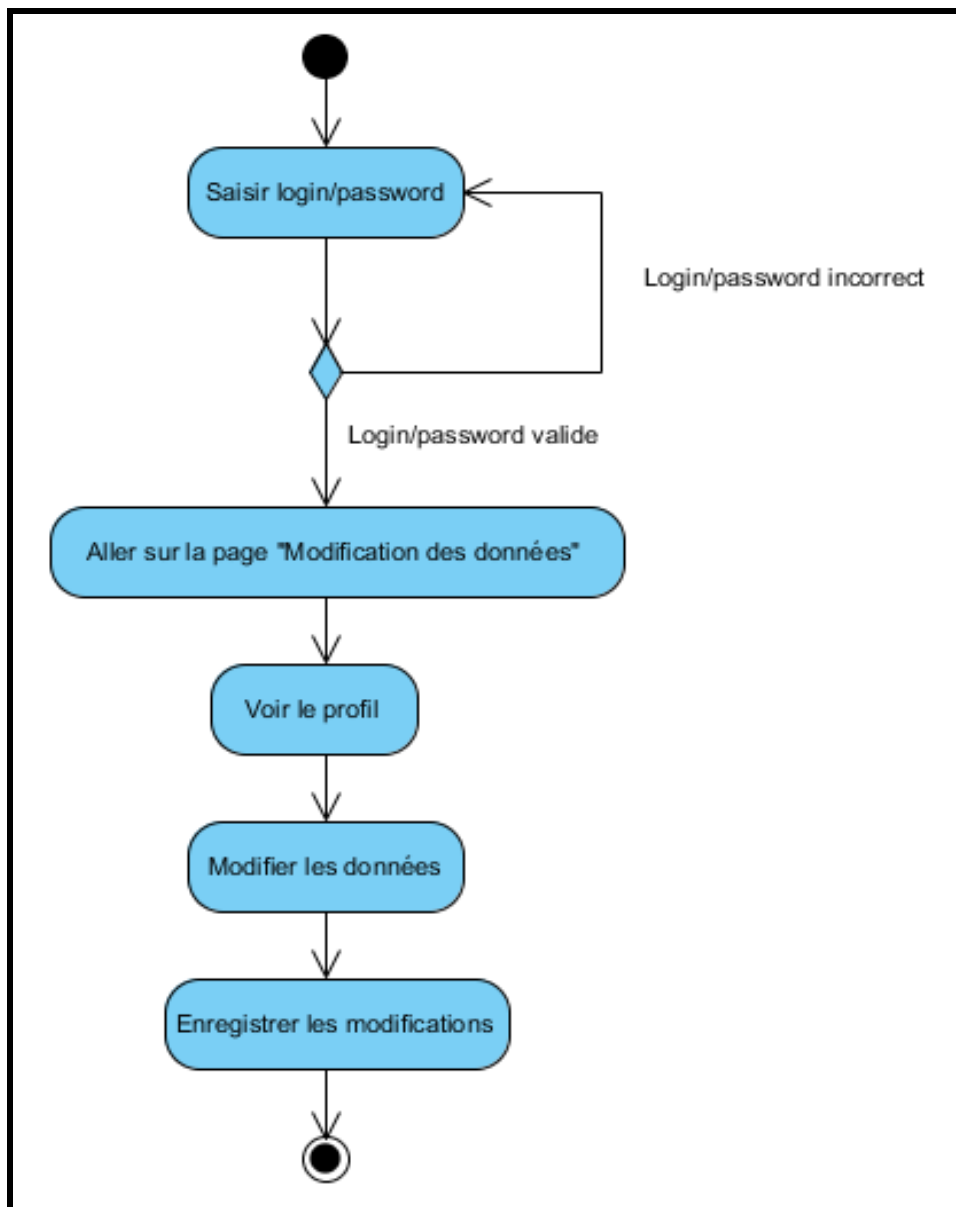 Saisir login/password
Login/password incorrect
Login/password valide
Aller sur la page "Modification des données"
Voir le profil
Modifier les données
Enregistrer les modifications